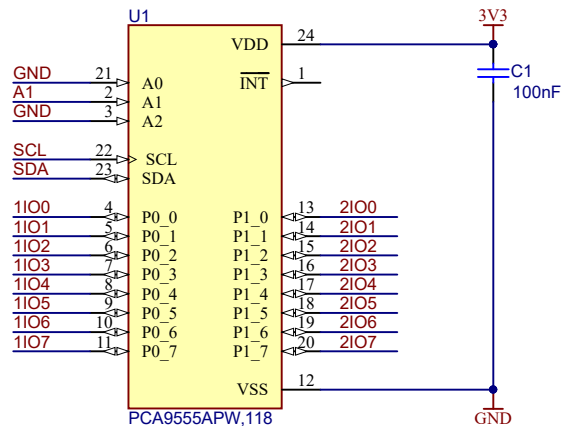 U1
3V3
VDD 24
GND 21 A0
INT 1
C1
A1 2 A1
100nF
GND 3 A2
SCL 22 SCL
SDA 23 SDA
1IO0 4 P0_0 P1_0 13 2IO0
1IO1 5 P0_1 P1_1 14 2IO1
1IO2 6 P0_2 P1_2 15 2IO2
1IO3 7 P0_3 P1_3 16 2IO3
1IO4 8 P0_4 P1_4 17 2IO4
1IO5 9 P0_5 P1_5 18 2IO5
1IO6 10 P0_6 P1_6 19 2IO6
1IO7 11 P0_7 P1_7 20 2IO7
VSS 12
PCA9555APW,118
GND